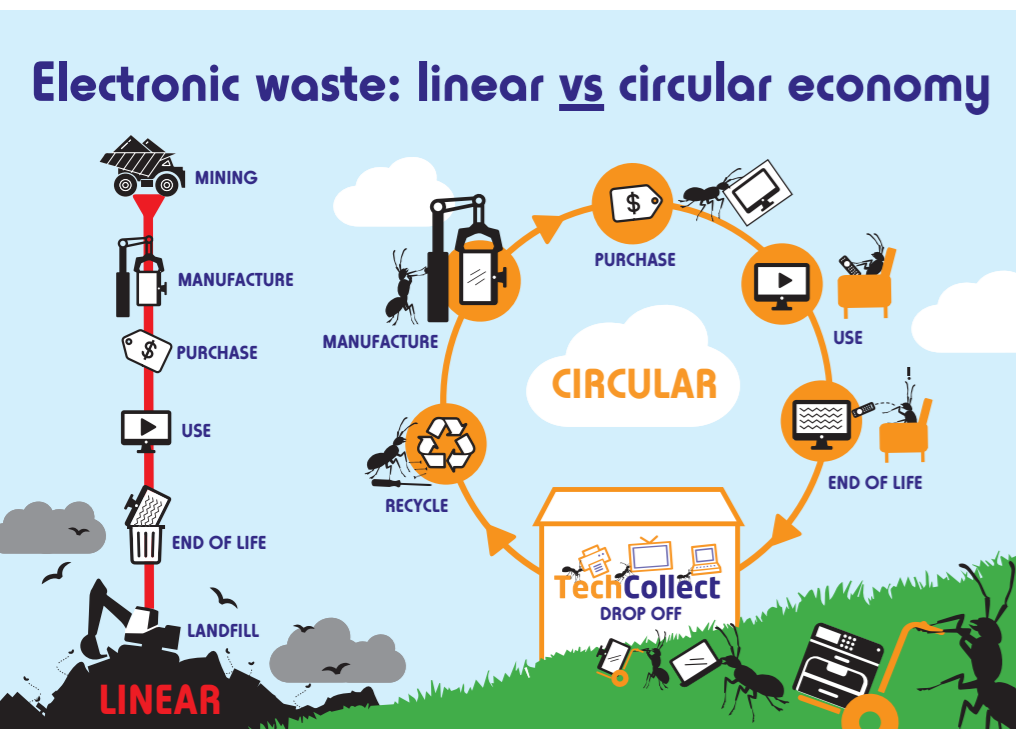 Electronic waste: linear vs circular economy
MINING
MANUFACTURE
$
PURCHASE
USE
END OF LIFE
LANDFILL
LINEAR
$
PURCHASE
USE
!
END OF LIFE
TechCollect
DROP OFF
RECYCLE
MANUFACTURE
CIRCULAR